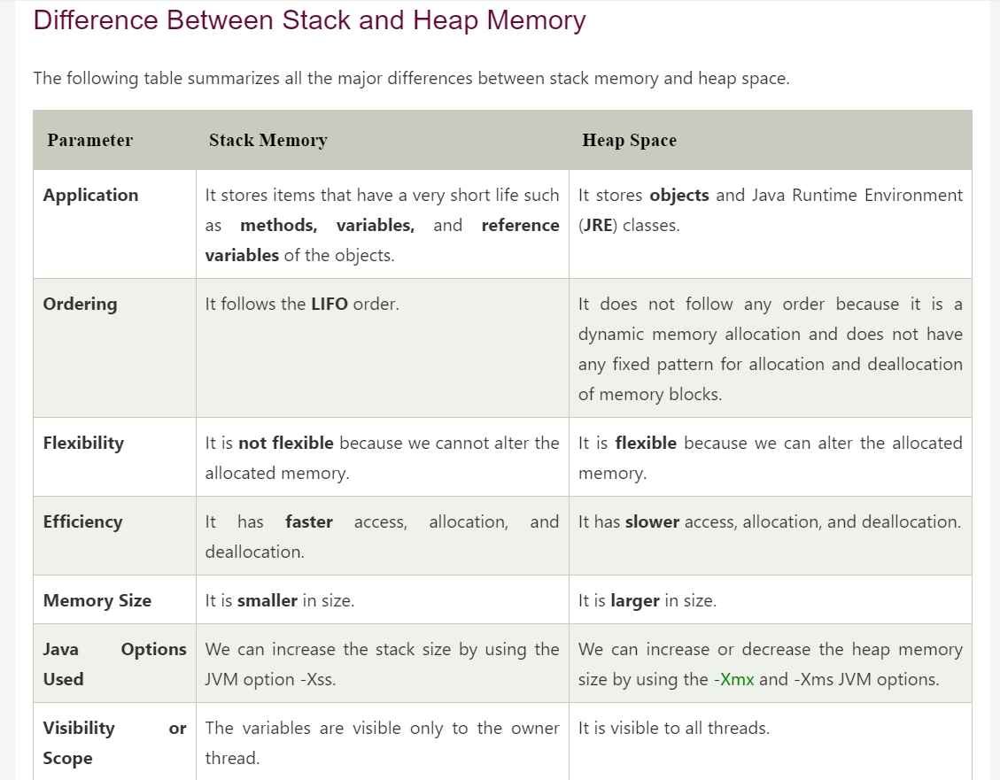 Difference Between Stack and Heap Memory
The following table summarizes all the major differences between stack memory and heap space.
Parameter
Stack Memory
Heap Space
Application
It stores items that have a very short life such
as methods, variables, and reference
variables of the objects.
It stores objects and Java Runtime Environment
(JRE) classes.
Ordering
It follows the LIFO order.
It does not follow any order because it is a
dynamic memory allocation and does not have
any fixed pattern for allocation and deallocation
of memory blocks.
Flexibility
It is not flexible because we cannot alter the
allocated memory.
It is flexible because we can alter the allocated
memory.
Efficiency
It has faster access, allocation, and
deallocation.
It has slower access, allocation, and deallocation.
Memory Size
It is smaller in size.
It is larger in size.
Java Options
Used
We can increase the stack size by using the
JVM option -Xss.
We can increase or decrease the heap memory
size by using the -Xmx and -Xms JVM options.
Visibility or
Scope
The variables are visible only to the owner
thread.
It is visible to all threads.